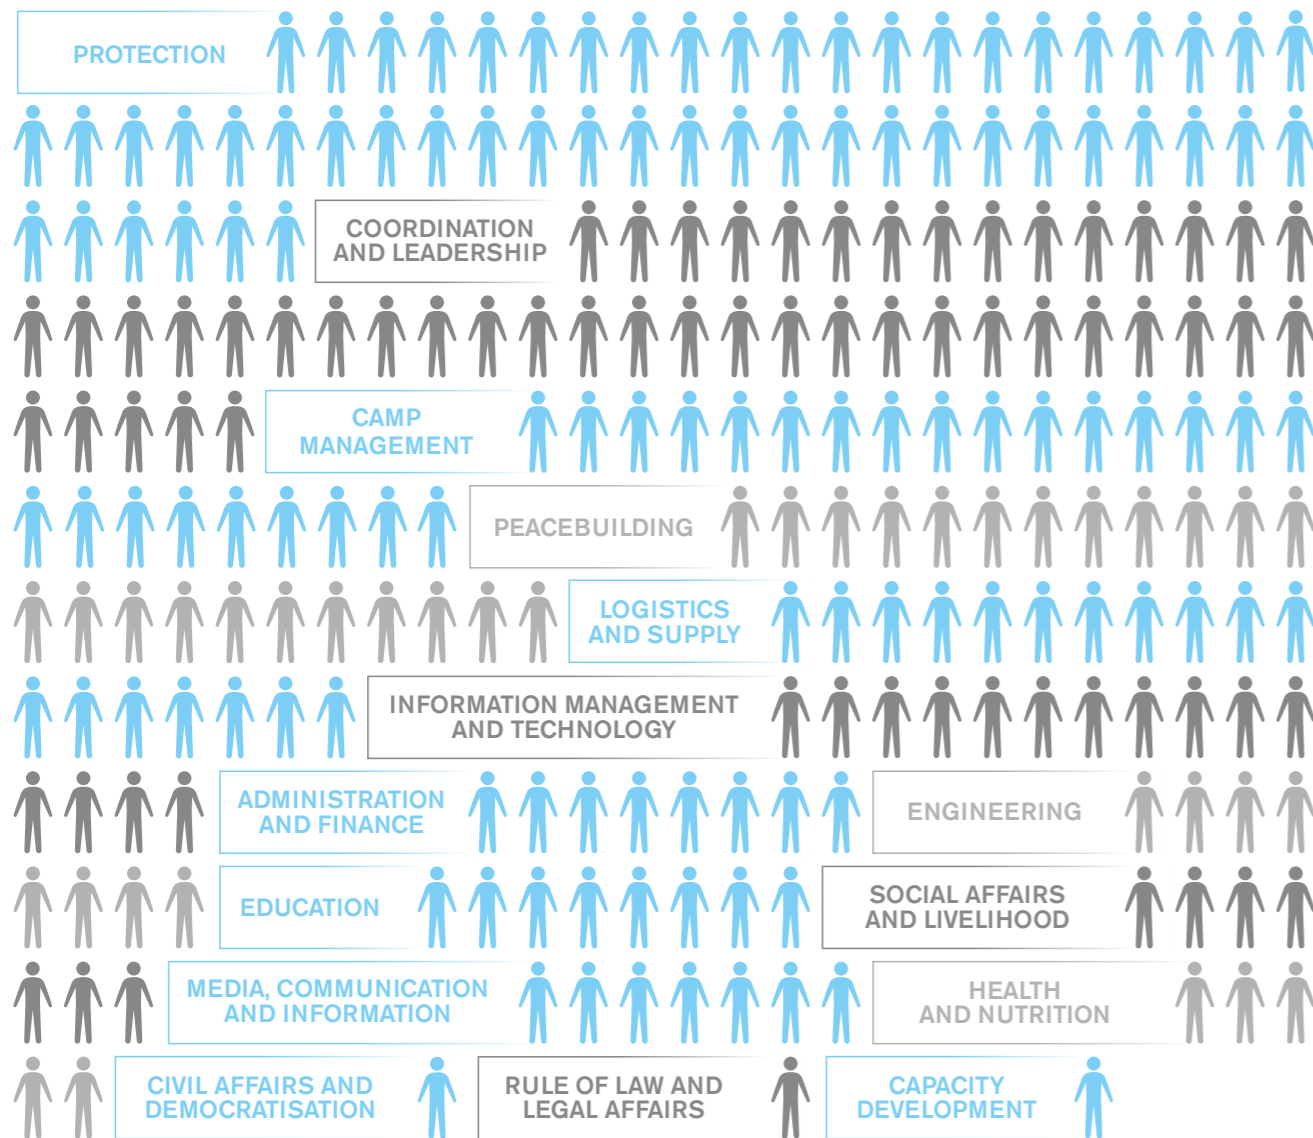 PROTECTION
COORDINATION
AND LEADERSHIP
CAMP
MANAGEMENT
PEACEBUILDING
LOGISTICS
AND SUPPLY
INFORMATION MANAGEMENT
AND TECHNOLOGY
ADMINISTRATION
AND FINANCE
ENGINEERING
EDUCATION
SOCIAL AFFAIRS
AND LIVELIHOOD
MEDIA, COMMUNICATION
AND INFORMATION
HEALTH
AND NUTRITION
CIVIL AFFAIRS AND
DEMOCRATISATION
RULE OF LAW AND
LEGAL AFFAIRS
CAPACITY
DEVELOPMENT